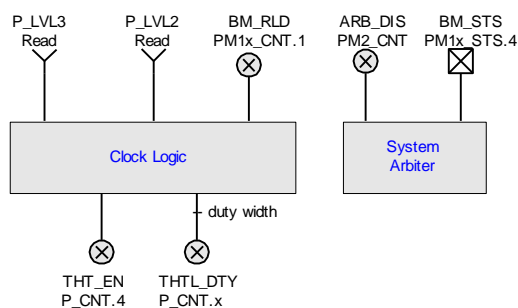 P_LVL3
Read
P_LVL2
Read
BM_RLD
PM1x_CNT.1
ARB_DIS
PM2_CNT
BM_STS
PM1x_STS.4
Clock Logic
System
Arbiter
duty width
THT_EN
P_CNT.4
THTL_DTY
P_CNT.x